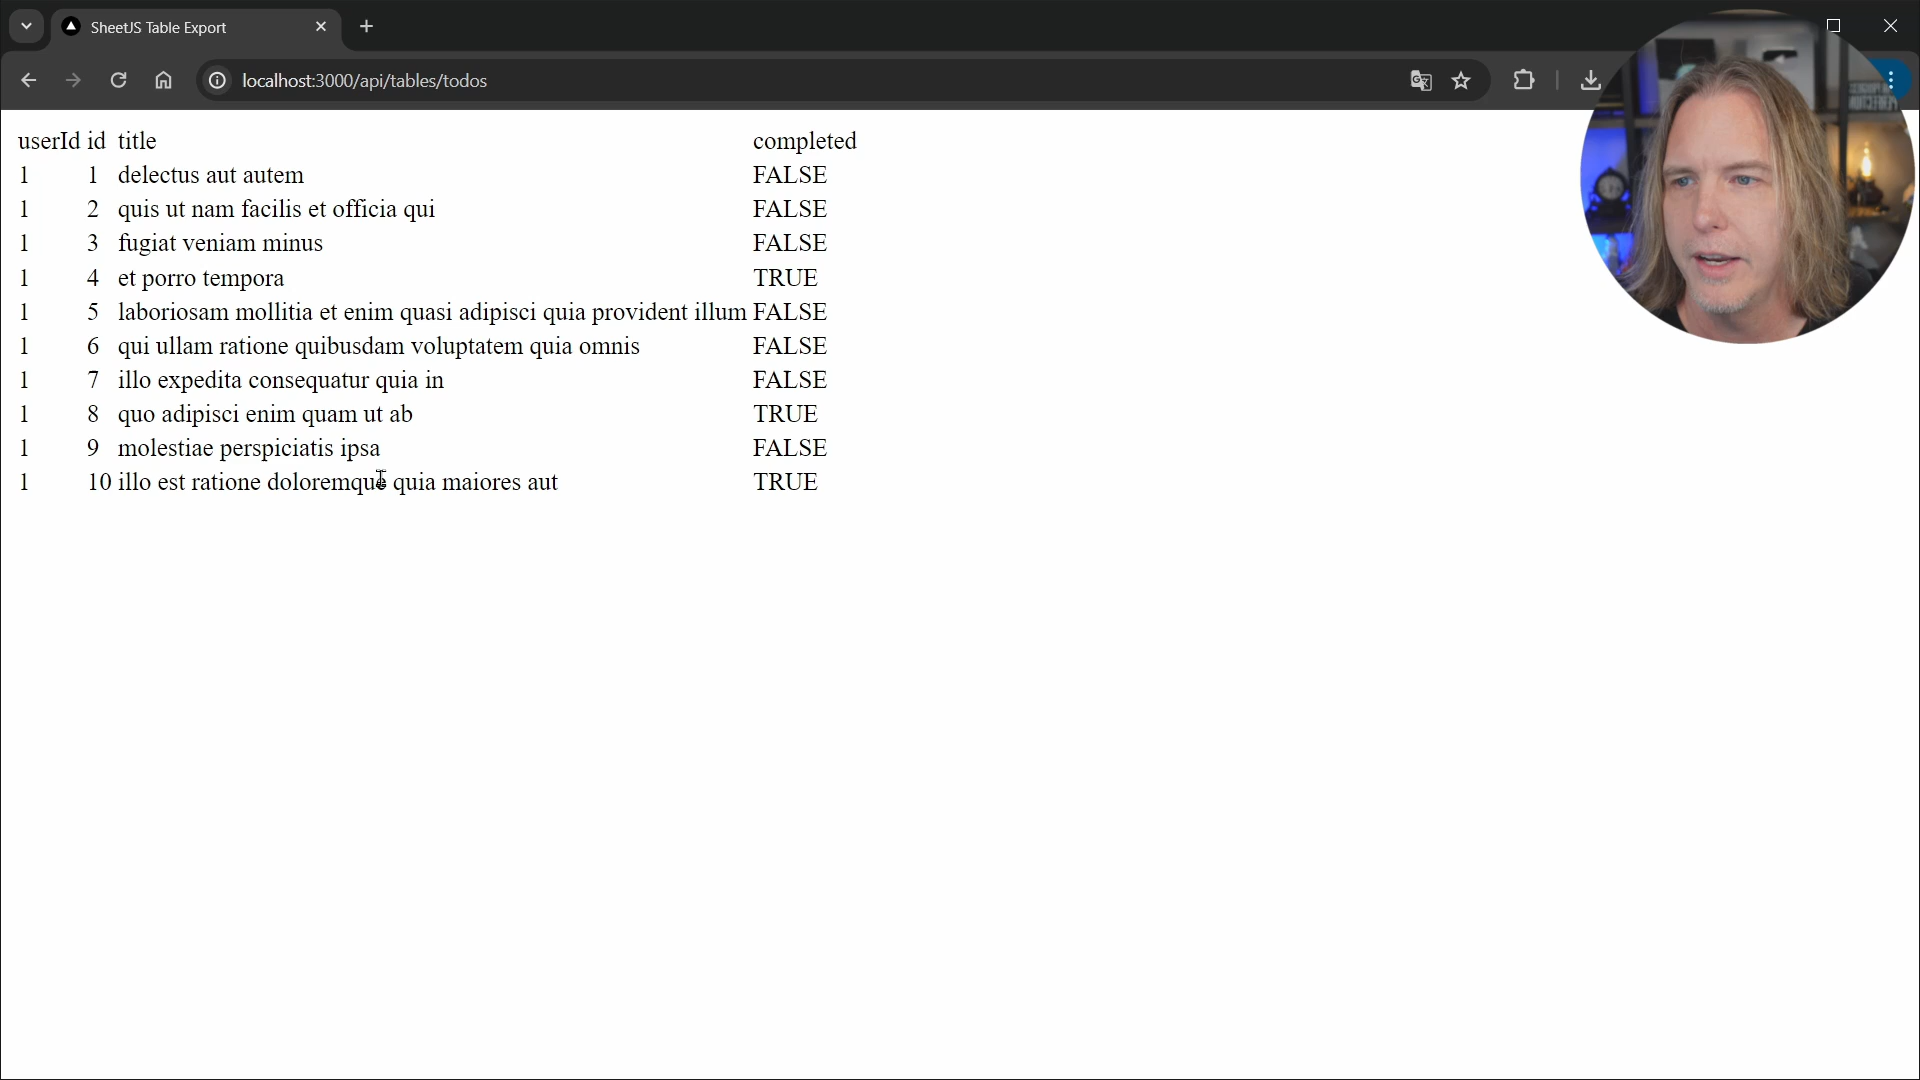 SheetJS Table Export
localhost:3000/api/tables/todos
userId id title completed
1 1 delectus aut autem FALSE
1 2 quis ut nam facilis et officia qui FALSE
1 3 fugiat veniam minus FALSE
1 4 et porro tempora TRUE
1 5 laboriosam mollitia et enim quasi adipisci quia provident illum FALSE
1 6 qui ullam ratione quibusdam voluptatem quia omnis FALSE
1 7 illo expedita consequatur quia in FALSE
1 8 quo adipisci enim quam ut ab TRUE
1 9 molestiae perspiciatis ipsa FALSE
1 10 illo est ratione doloremque quia maiores aut TRUE